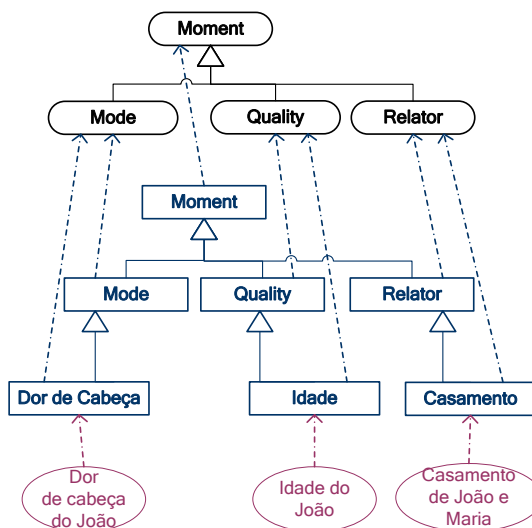 Moment
Mode
Quality
Relator
Moment
Mode
Quality
Relator
Dor de Cabeça
Idade
Casamento
Dor
de cabeça
do João
Idade do
João
Casamento
de João e
Maria